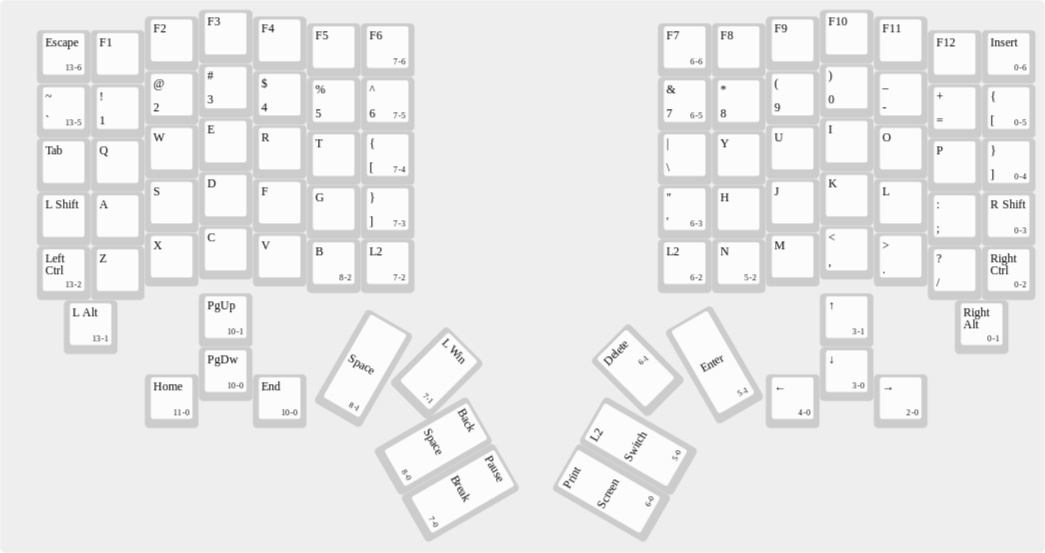 Escape
13-6
F1
F2
F3
F4
F5
F6
7-6
F7
6-6
F8
F9
F10
F11
F12
Insert
0-6
~
`
13-5
!
1
@
2
#
3
$
4
%
5
^
6
7-5
&
7
6-5
*
8
(
9
)
0
_
-
+
=
{
[
0-5
Tab
Q
W
E
R
T
{
[
7-4
|
\
Y
U
I
O
P
}
]
0-4
L Shift
A
S
D
F
G
}
]
7-3
"
'
6-3
H
J
K
L
:
;
R Shift
0-3
Left
Ctrl
13-2
Z
X
C
V
B
8-2
L2
7-2
L2
6-2
N
5-2
M
<
,
>
.
?
/
Right
Ctrl
0-2
L Alt
13-1
PgUp
10-1
PgDw
10-0
Home
11-0
End
10-0
Space
8-1
L Win
7-1
Back
Space
8-0
Pause
Break
7-0
Delete
6-1
Enter
5-1
L2
Switch
5-0
Print
Screen
6-0
↑
3-1
↓
3-0
←
4-0
→
2-0
Right
Alt
0-1